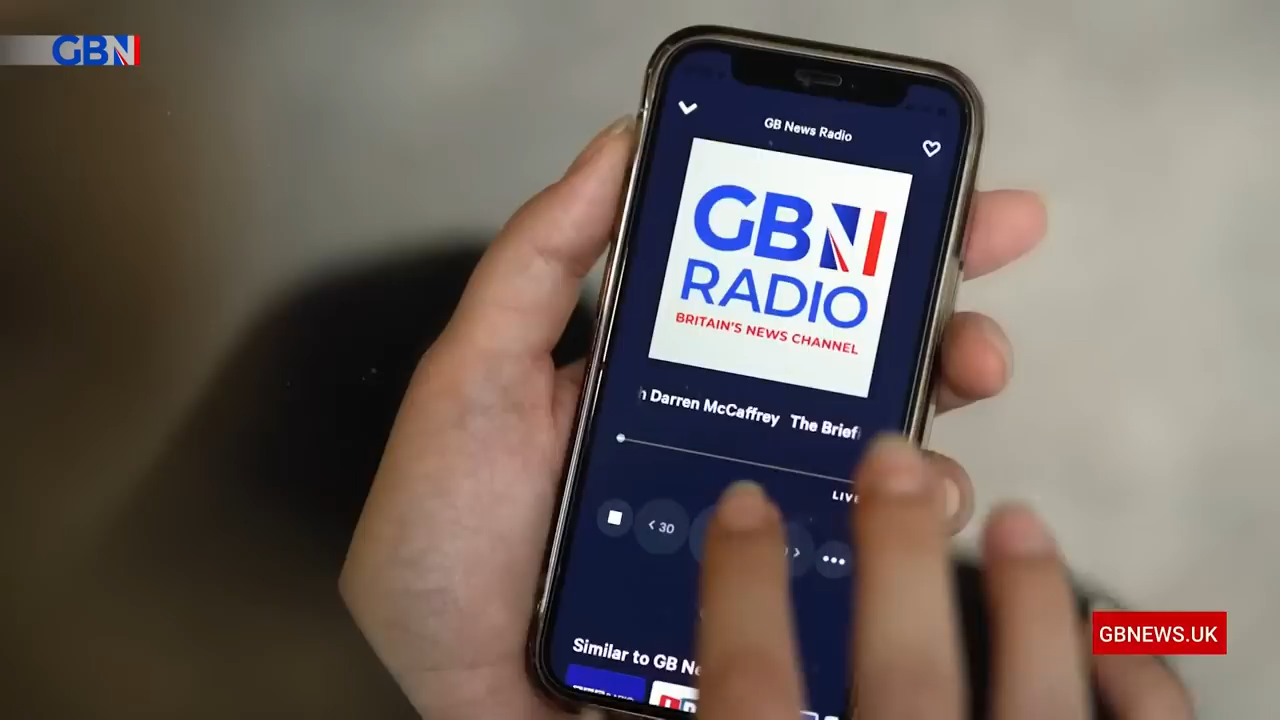 GBN
GB News Radio
GBN
RADIO
BRITAIN'S NEWS CHANNEL
Darren McCaffrey The Brief
LIVE
30
GBNEWS.UK
Similar to GB